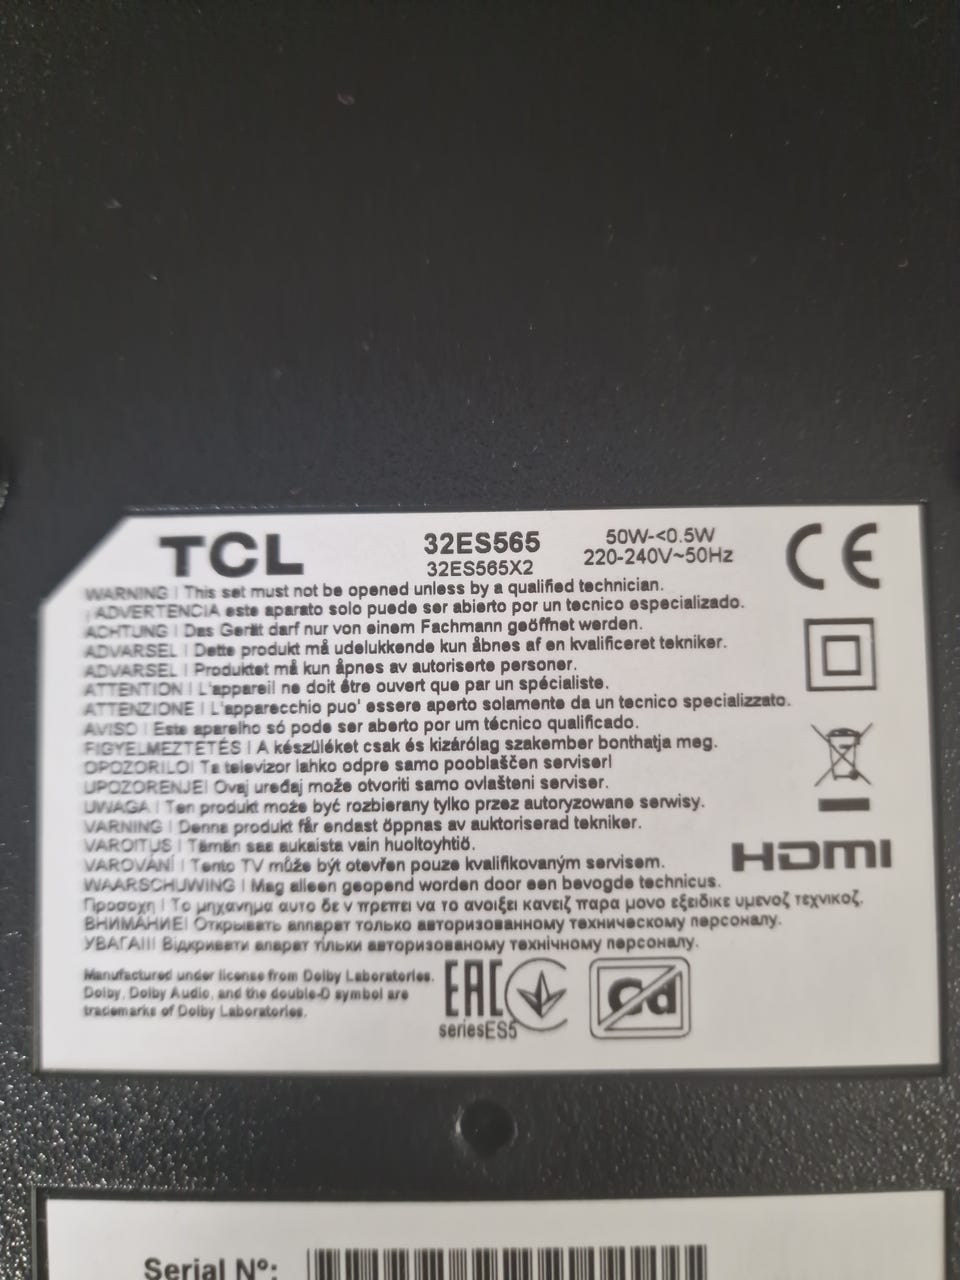 TCL
32ES565
32ES565X2
50W-<0.5W
220-240V~50Hz
CE
WARNING | This set must not be opened unless by a qualified technician.
¡ ADVERTENCIA este aparato solo puede ser abierto por un tecnico especializado.
ACHTUNG | Das Gerät darf nur von einem Fachmann geöffnet werden.
ADVARSEL | Dette produkt må udelukkende kun åbnes af en kvalificeret tekniker.
ADVARSEL | Produktet må kun åpnes av autoriserte personer.
ATTENTION | L'appareil ne doit être ouvert que par un spécialiste.
ATTENZIONE | L'apparecchio puo' essere aperto solamente da un tecnico specializzato.
AVISO | Este aparelho só pode ser aberto por um técnico qualificado.
FIGYELMEZTETÉS | A készüléket csak és kizárólag szakember bonthatja meg.
OPOZORILO! Ta televizor lahko odpre samo pooblaščen serviser!
UPOZORENJE! Ovaj uređaj može otvoriti samo ovlašteni serviser.
UWAGA | Ten produkt może być rozbierany tylko przez autoryzowane serwisy.
VARNING | Denna produkt får endast öppnas av auktoriserad tekniker.
VAROITUS | Tämän saa aukaista vain huoltoyhtiö.
VAROVÁNÍ | Tento TV může být otevřen pouze kvalifikovaným servisem.
WAARSCHUWING | Mag alleen geopend worden door een bevogde technicus.
Προσοχη | Το μηχανημα αυτο δε ν πρεπει να το ανοιξει κανειζ παρα μονο εξειδικε υμενοζ τεχνικοζ.
ВНИМАНИЕ! Открывать аппарат только авторизованному техническому персоналу.
УВАГА!!! Відкривати апарат тільки авторизованому технічному персоналу.
HDMI
Manufactured under license from Dolby Laboratories.
Dolby, Dolby Audio, and the double-D symbol are
trademarks of Dolby Laboratories.
EAC
seriesES5
Cd
Serial Nº: